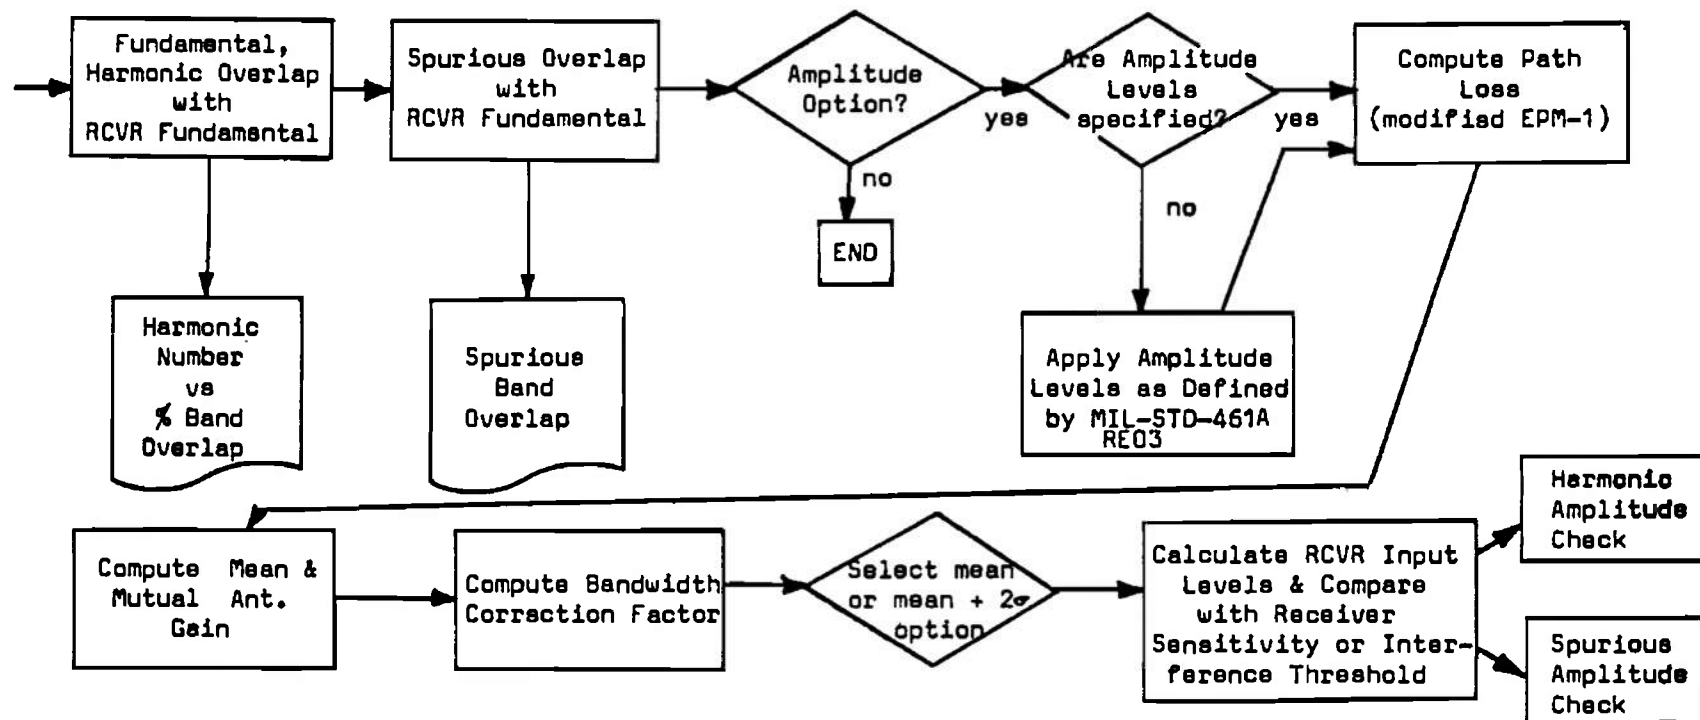 Fundamental,
Harmonic Overlap
with
RCVR Fundamental
Spurious Overlap
with
RCVR Fundamental
Amplitude
Option?
yes
no
END
Are Amplitude
Levels
specified?
yes
no
Compute Path
Loss
(modified EPM-1)
Harmonic
Number
vs
% Band
Overlap
Spurious
Band
Overlap
Apply Amplitude
Levels as Defined
by MIL-STD-461A
RE03
Compute Mean &
Mutual Ant.
Gain
Compute Bandwidth
Correction Factor
Select mean
or mean + 2σ
option
Calculate RCVR Input
Levels & Compare
with Receiver
Sensitivity or Inter-
ference Threshold
Harmonic
Amplitude
Check
Spurious
Amplitude
Check